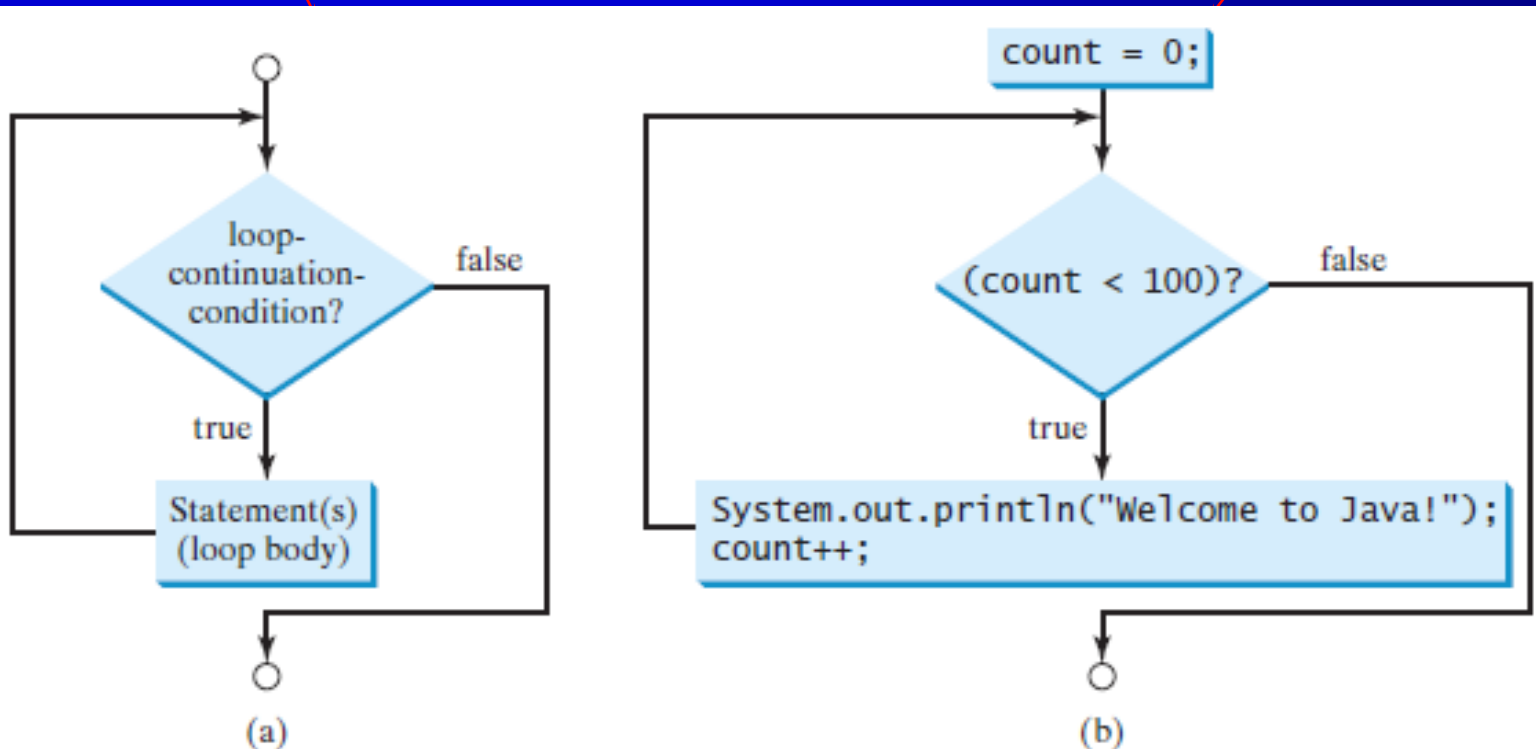 loop-
continuation-
condition?
false
true
Statement(s)
(loop body)
(a)
count = 0;
(count < 100)?
false
true
System.out.println("Welcome to Java!");
count++;
(b)